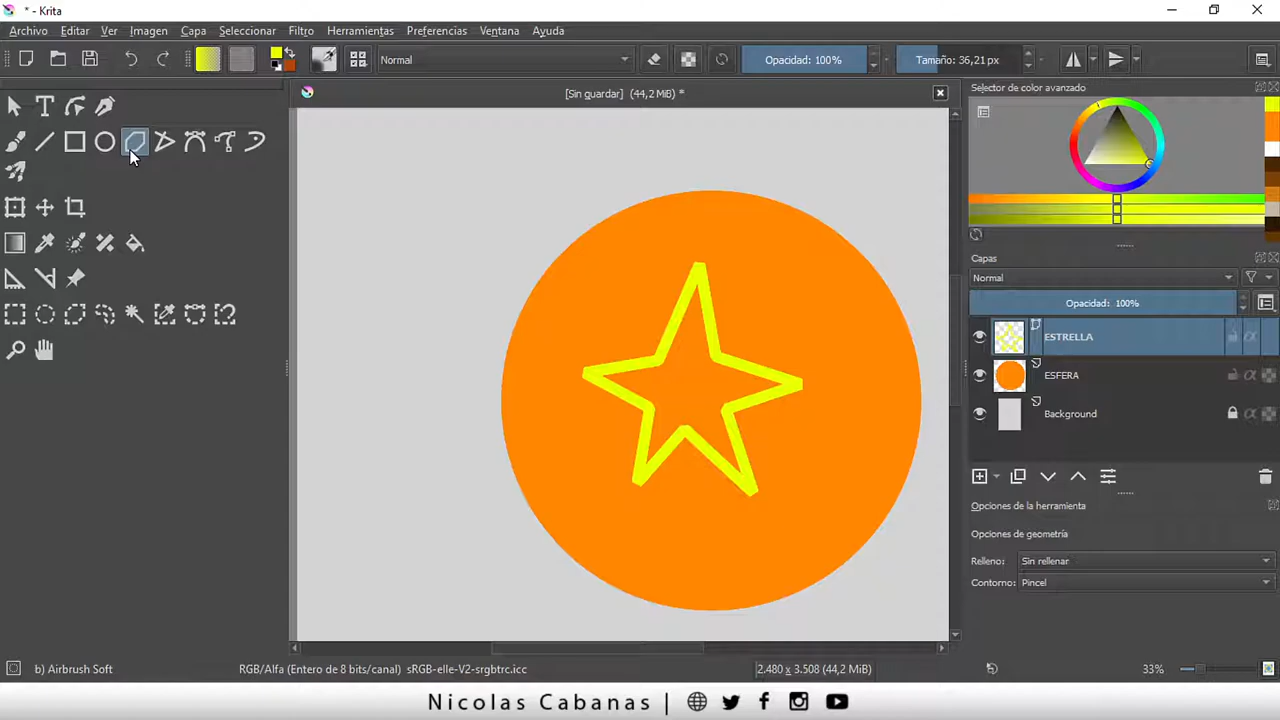 * - Krita
Archivo Editar Ver Imagen Capa Seleccionar Filtro Herramientas Preferencias Ventana Ayuda
Normal Opacidad: 100% Tamaño: 36,21 px
[Sin guardar] (44,2 MiB) *
Selector de color avanzado
Capas
Normal
Opacidad: 100%
ESTRELLA
ESFERA
Background
Opciones de la herramienta
Opciones de geometría
Relleno: Sin rellenar
Contorno: Pincel
b) Airbrush Soft RGB/Alfa (Entero de 8 bits/canal) sRGB-elle-V2-srgbtrc.icc 2.480 x 3.508 (44,2 MiB) 33%
Nicolas Cabanas |